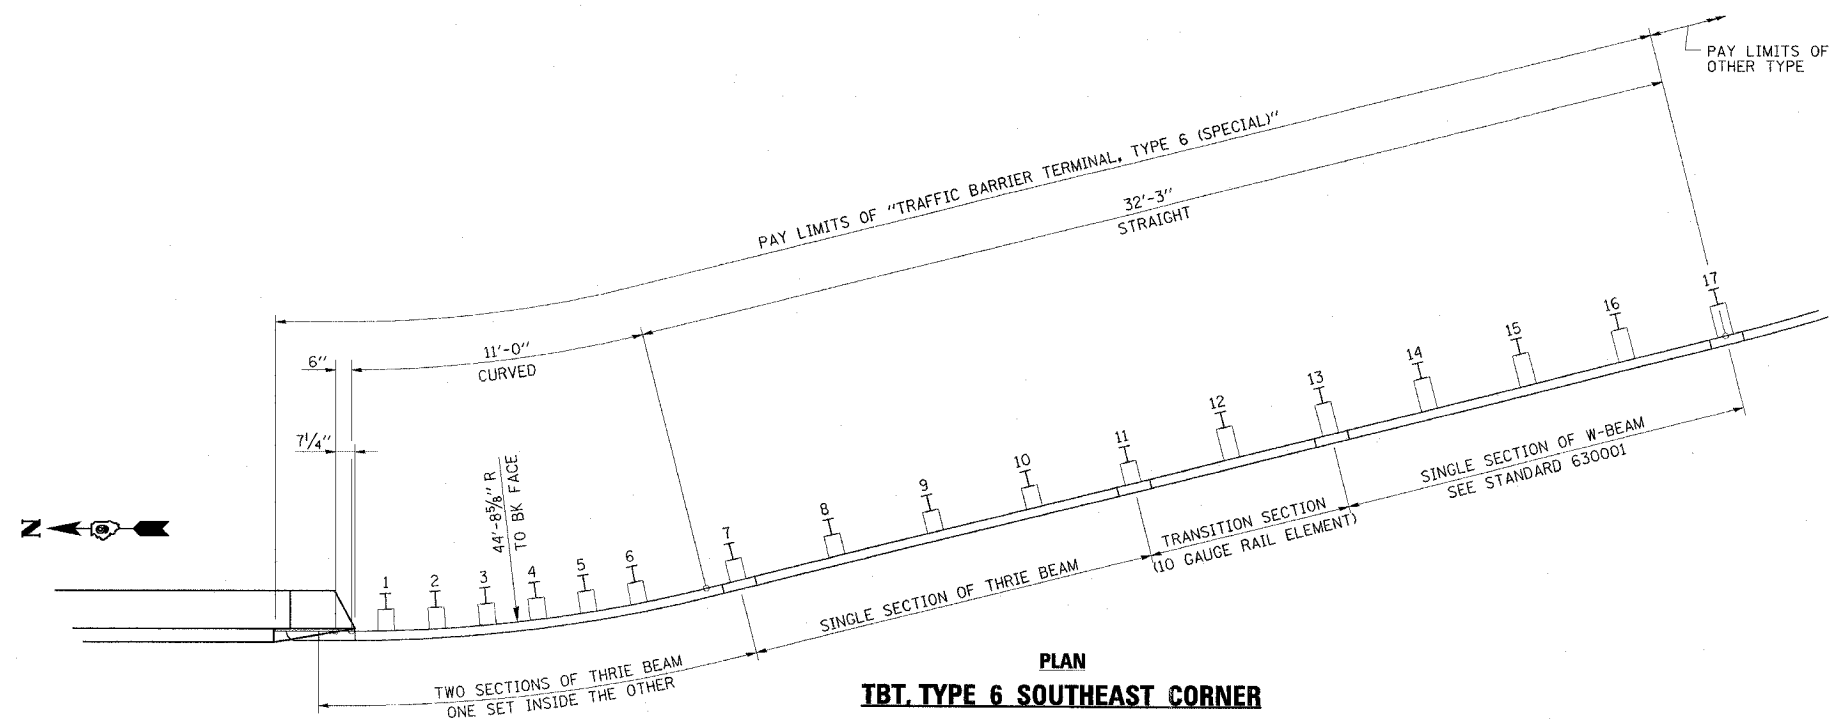 PAY LIMITS OF
OTHER TYPE
PAY LIMITS OF "TRAFFIC BARRIER TERMINAL, TYPE 6 (SPECIAL)"
32'-3"
STRAIGHT
11'-0"
CURVED
6"
7 1/4"
44'-8 5/8" R
TO BK FACE
1
2
3
4
5
6
7
8
9
10
11
12
13
14
15
16
17
N
TWO SECTIONS OF THRIE BEAM
ONE SET INSIDE THE OTHER
SINGLE SECTION OF THRIE BEAM
TRANSITION SECTION
(10 GAUGE RAIL ELEMENT)
SINGLE SECTION OF W-BEAM
SEE STANDARD 630001
PLAN
TBT, TYPE 6 SOUTHEAST CORNER